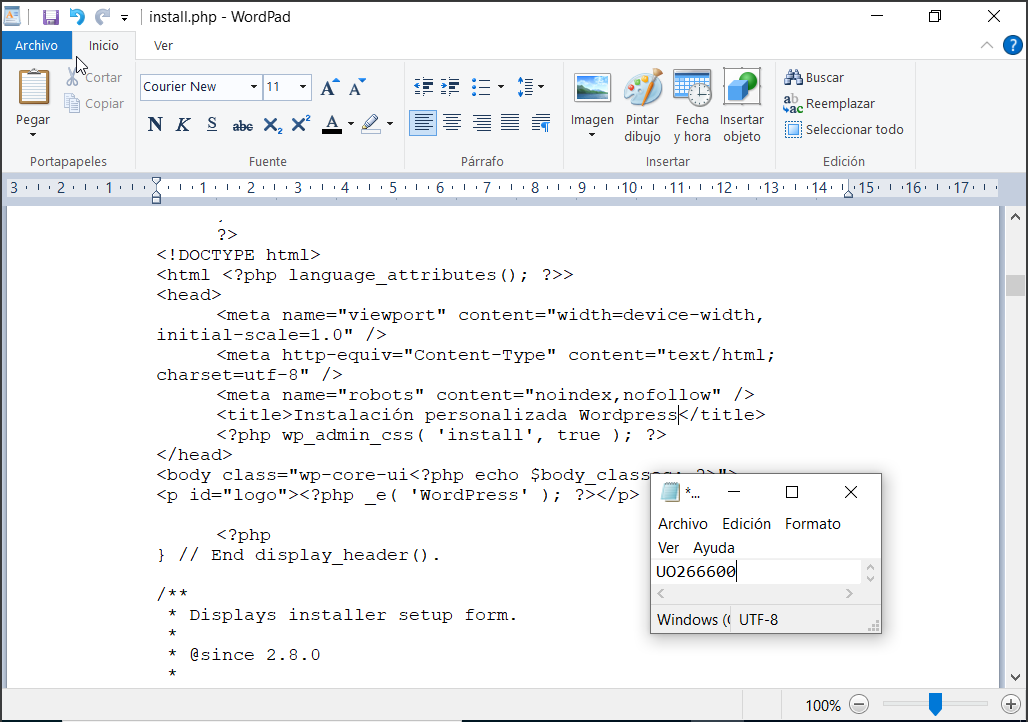 install.php - WordPad
Archivo Inicio Ver
Pegar
Cortar
Copiar
Portapapeles
Courier New 11
N K S abc X₂ X² A
Fuente
Párrafo
Imagen
Pintar dibujo
Fecha y hora
Insertar objeto
Insertar
Buscar
Reemplazar
Seleccionar todo
Edición
3 2 1 1 2 3 4 5 6 7 8 9 10 11 12 13 14 15 16 17
?>
<!DOCTYPE html>
<html <?php language_attributes(); ?>>
<head>
<meta name="viewport" content="width=device-width,
initial-scale=1.0" />
<meta http-equiv="Content-Type" content="text/html;
charset=utf-8" />
<meta name="robots" content="noindex,nofollow" />
<title>Instalación personalizada Wordpress</title>
<?php wp_admin_css( 'install', true ); ?>
</head>
<body class="wp-core-ui<?php echo $body_classes; ?>">
<p id="logo"><?php _e( 'WordPress' ); ?></p>
<?php
} // End display_header().
/**
* Displays installer setup form.
*
* @since 2.8.0
*
*...
Archivo Edición Formato
Ver Ayuda
UO266600
Windows (C UTF-8
100%